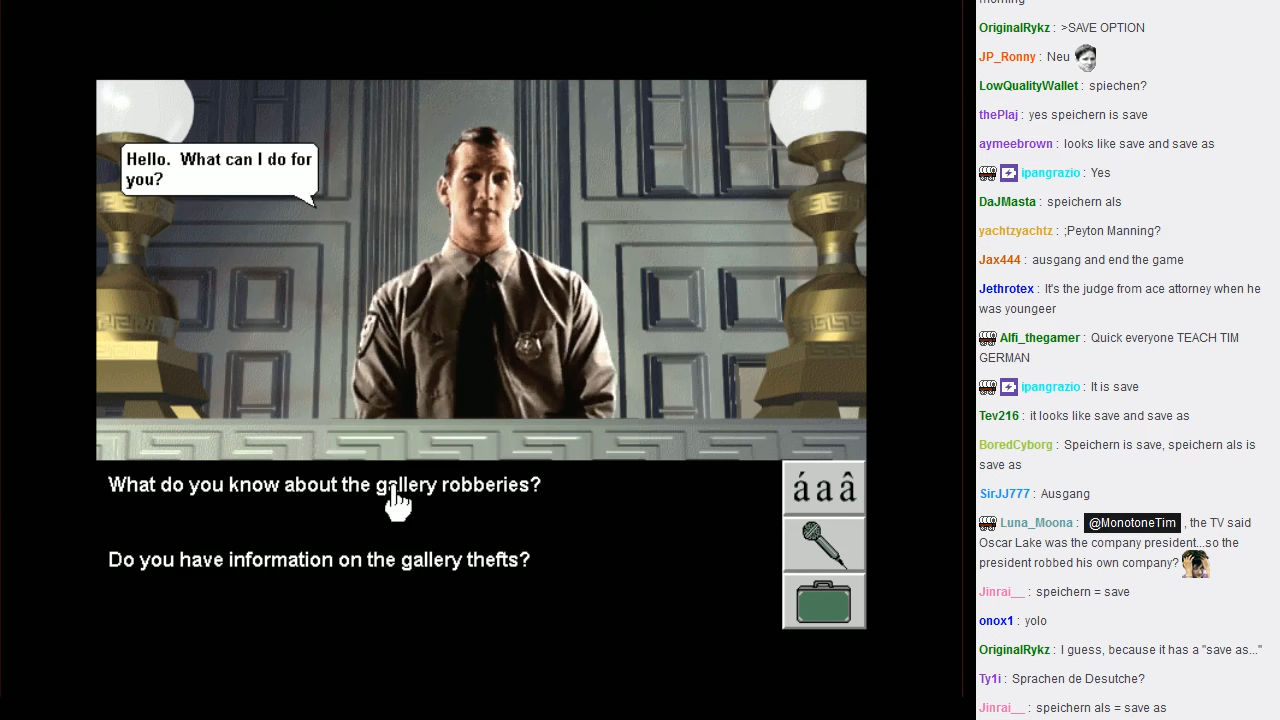 Hello.  What can I do for
you?
What do you know about the gallery robberies?
Do you have information on the gallery thefts?
á a â
morning
OriginalRykz : >SAVE OPTION
JP_Ronny : Neu
LowQualityWallet : spiechen?
thePlaj : yes speichern is save
aymeebrown : looks like save and save as
ipangrazio : Yes
DaJMasta : speichern als
yachtzyachtz : ;Peyton Manning?
Jax444 : ausgang and end the game
Jethrotex : It's the judge from ace attorney when he
was youngeer
Alfi_thegamer : Quick everyone TEACH TIM
GERMAN
ipangrazio : It is save
Tev216 : it looks like save and save as
BoredCyborg : Speichern is save, speichern als is
save as
SirJJ777 : Ausgang
Luna_Moona : @MonotoneTim , the TV said
Oscar Lake was the company president...so the
president robbed his own company?
Jinrai__ : speichern = save
onox1 : yolo
OriginalRykz : I guess, because it has a "save as..."
Ty1i : Sprachen de Desutche?
Jinrai__ : speichern als = save as